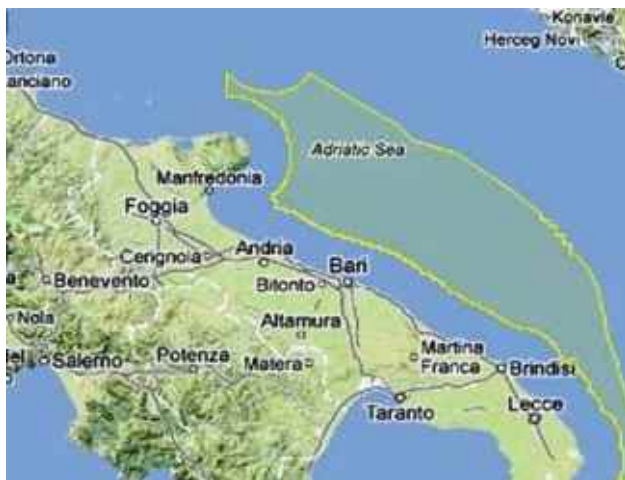 Konavle
Herceg Novi
Ortona
Lanciano
Adriatic Sea
Manfredonia
Foggia
Cerignola
Andria
Bari
Benevento
Bitonto
Nola
Altamura
Salerno
Potenza
Matera
Martina
Franca
Brindisi
Taranto
Lecce